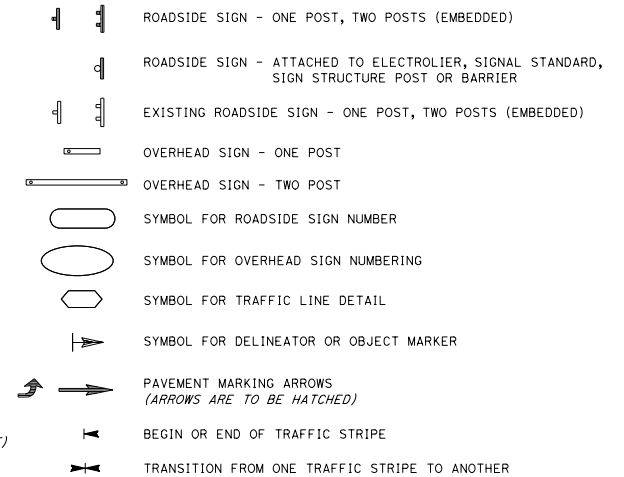 ROADSIDE SIGN - ONE POST, TWO POSTS (EMBEDDED)
ROADSIDE SIGN - ATTACHED TO ELECTROLIER, SIGNAL STANDARD,
SIGN STRUCTURE POST OR BARRIER
EXISTING ROADSIDE SIGN - ONE POST, TWO POSTS (EMBEDDED)
OVERHEAD SIGN - ONE POST
OVERHEAD SIGN - TWO POST
SYMBOL FOR ROADSIDE SIGN NUMBER
SYMBOL FOR OVERHEAD SIGN NUMBERING
SYMBOL FOR TRAFFIC LINE DETAIL
SYMBOL FOR DELINEATOR OR OBJECT MARKER
PAVEMENT MARKING ARROWS
(ARROWS ARE TO BE HATCHED)
BEGIN OR END OF TRAFFIC STRIPE
TRANSITION FROM ONE TRAFFIC STRIPE TO ANOTHER